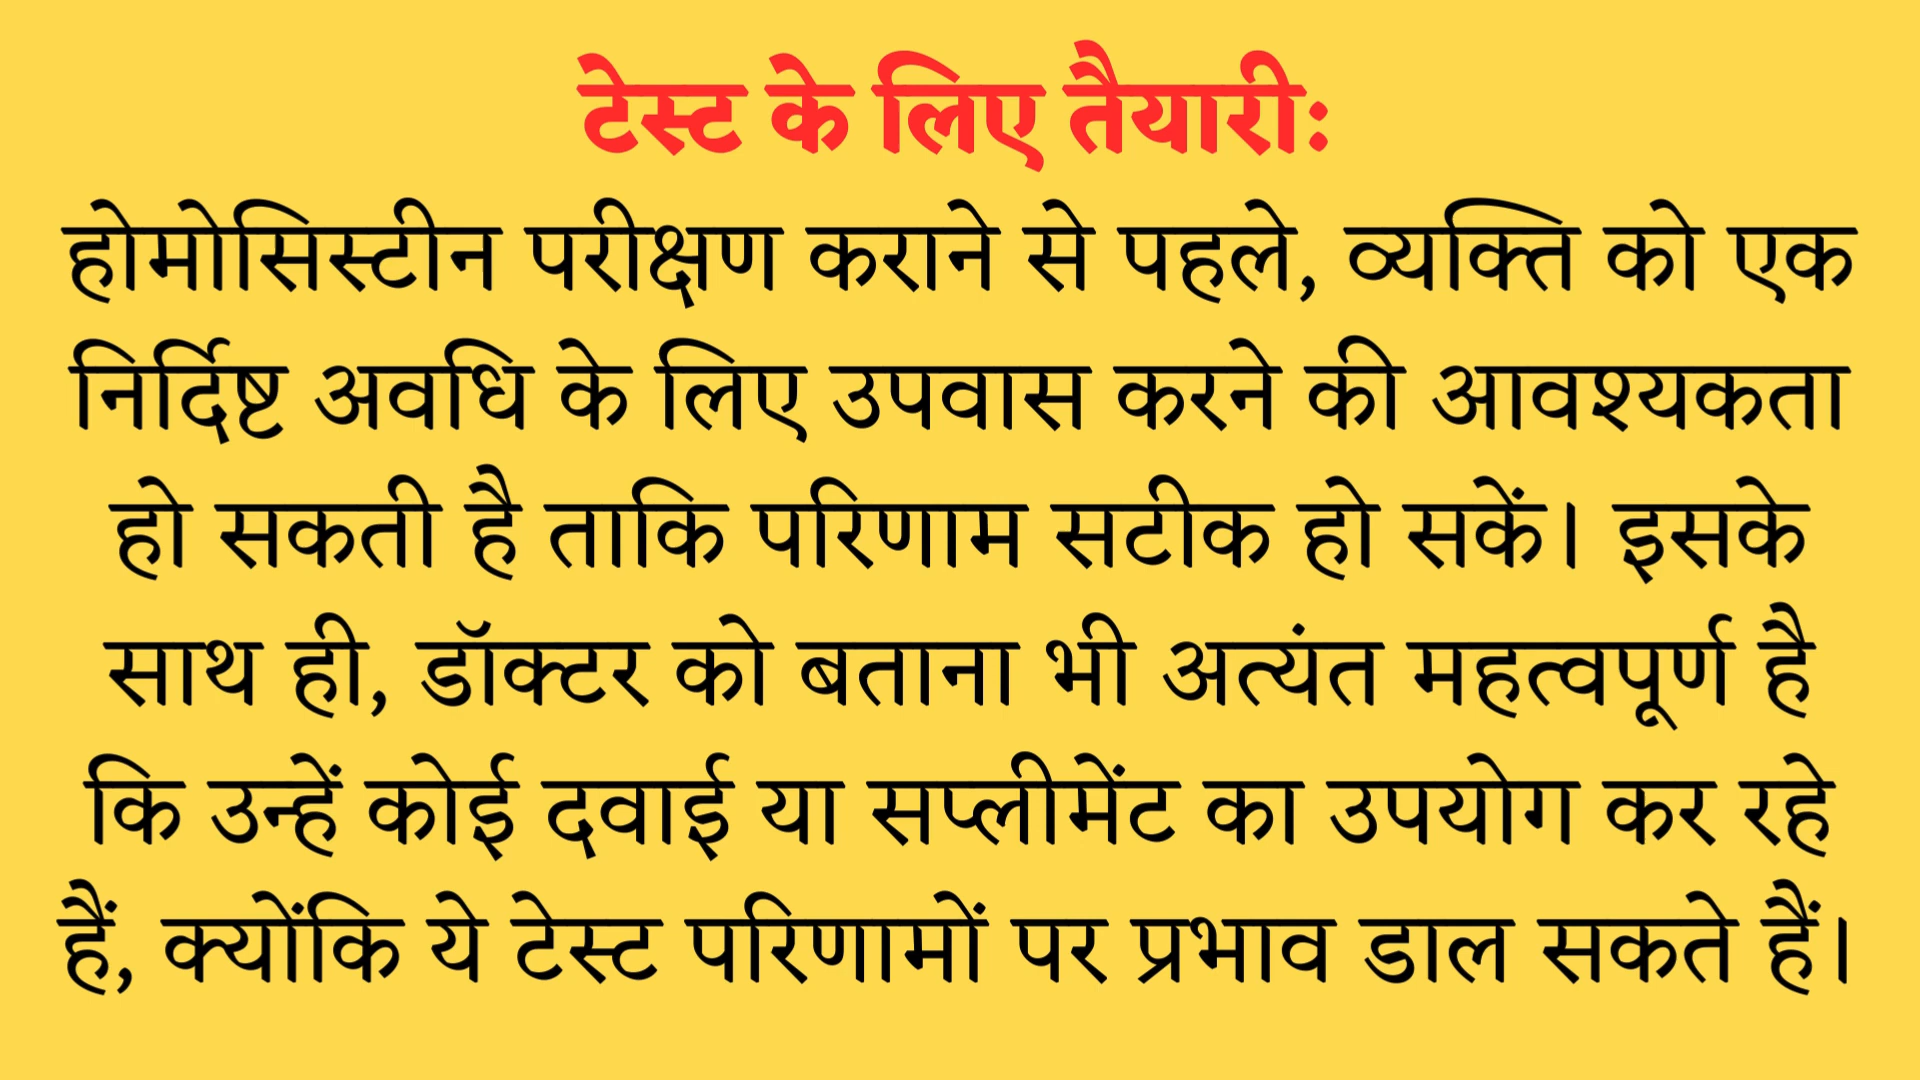 टेस्ट के लिए तैयारी:
होमोसिस्टीन परीक्षण कराने से पहले, व्यक्ति को एक
निर्दिष्ट अवधि के लिए उपवास करने की आवश्यकता
हो सकती है ताकि परिणाम सटीक हो सकें। इसके
साथ ही, डॉक्टर को बताना भी अत्यंत महत्वपूर्ण है
कि उन्हें कोई दवाई या सप्लीमेंट का उपयोग कर रहे
हैं, क्योंकि ये टेस्ट परिणामों पर प्रभाव डाल सकते हैं।